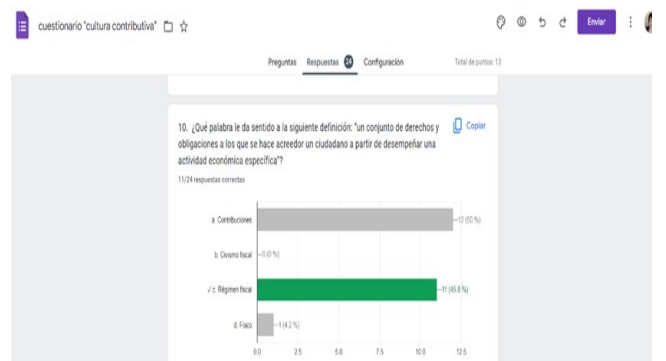 cuestionario "cultura contributiva"
Enviar
Preguntas Respuestas 24 Configuración Total de puntos: 13
10. ¿Qué palabra le da sentido a la siguiente definición: "un conjunto de derechos y
obligaciones a los que se hace acreedor un ciudadano a partir de desempeñar una
actividad económica específica"?
Copiar
11/24 respuestas correctas
a. Contribuciones 12 (50 %)
b. Civismo fiscal 0 (0 %)
✓ c. Régimen fiscal 11 (45.8 %)
d. Fisco 1 (4.2 %)
0.0 2.5 5.0 7.5 10.0 12.5